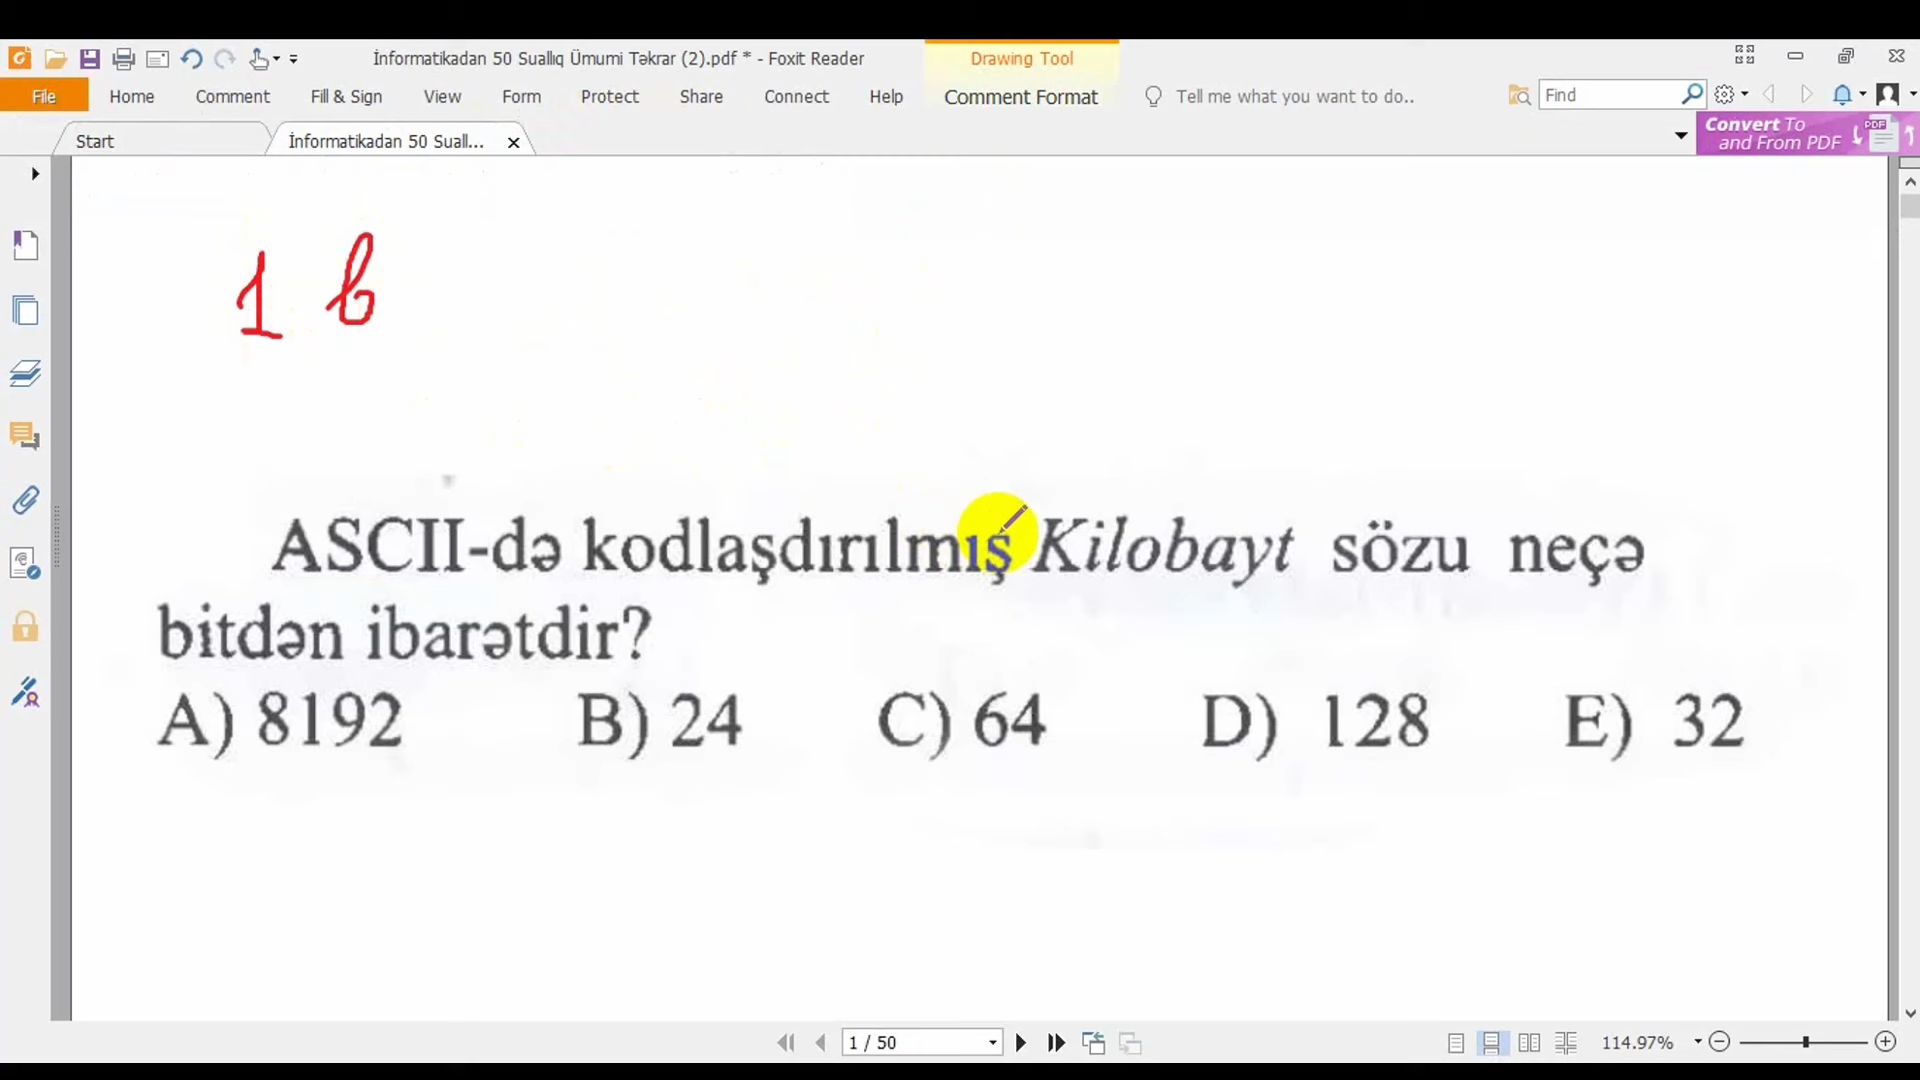 İnformatikadan 50 Suallıq Ümumi Təkrar (2).pdf * - Foxit Reader
Drawing Tool
File Home Comment Fill & Sign View Form Protect Share Connect Help Comment Format Tell me what you want to do.. Find
Start İnformatikadan 50 Suall...
Convert To
and From PDF
PDF
1 b
ASCII-də kodlaşdırılmış Kilobayt sözu neçə
bitdən ibarətdir?
A) 8192 B) 24 C) 64 D) 128 E) 32
1 / 50
114.97%